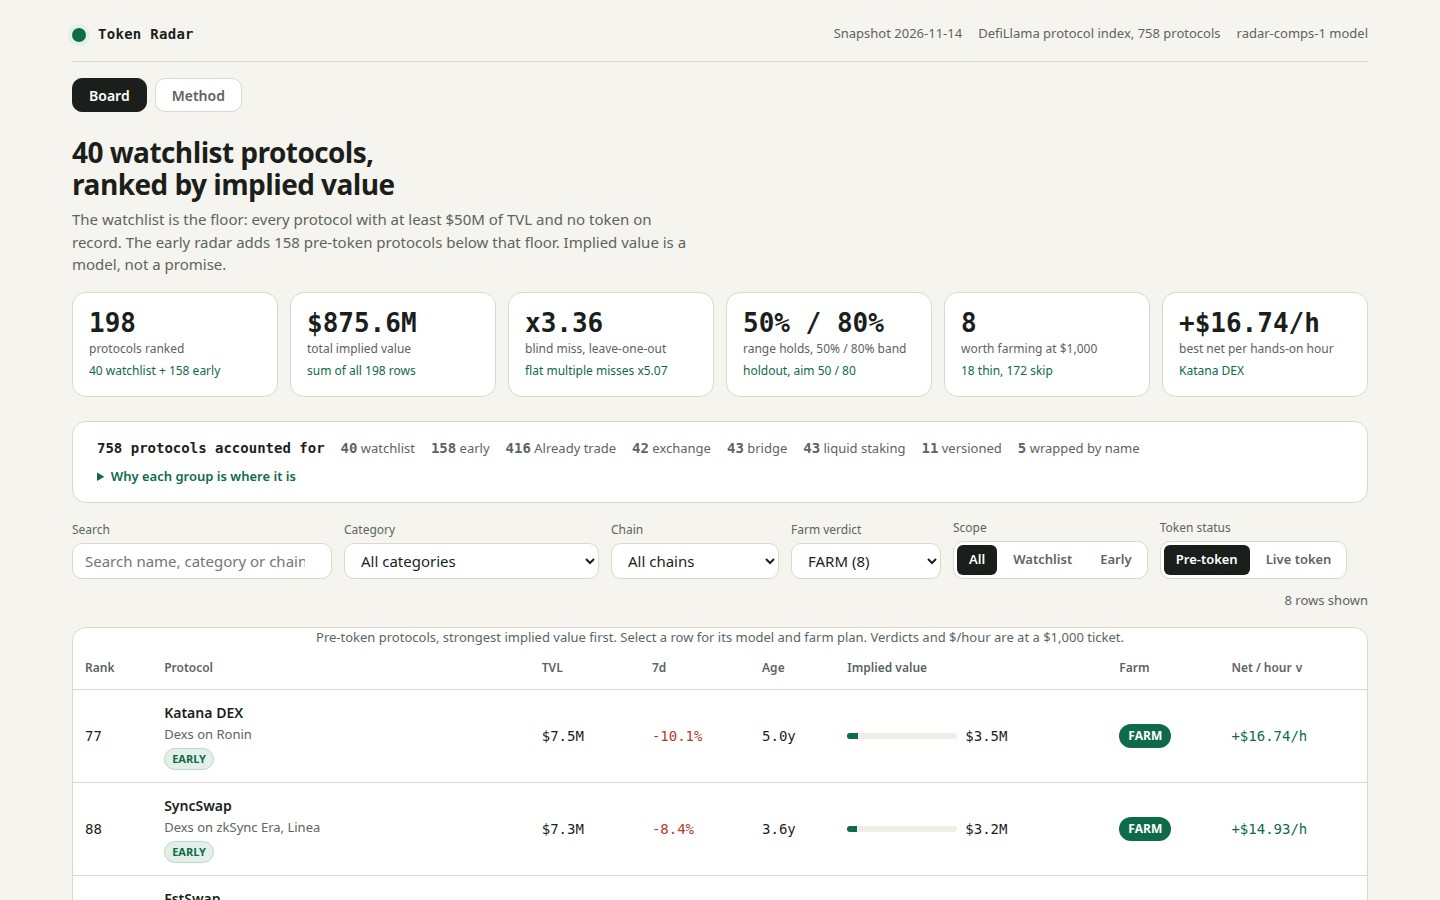 Token Radar
Snapshot 2026-11-14 DefiLlama protocol index, 758 protocols radar-comps-1 model
Board Method
40 watchlist protocols,
ranked by implied value
The watchlist is the floor: every protocol with at least $50M of TVL and no token on
record. The early radar adds 158 pre-token protocols below that floor. Implied value is a
model, not a promise.
198
protocols ranked
40 watchlist + 158 early
$875.6M
total implied value
sum of all 198 rows
x3.36
blind miss, leave-one-out
flat multiple misses x5.07
50% / 80%
range holds, 50% / 80% band
holdout, aim 50 / 80
8
worth farming at $1,000
18 thin, 172 skip
+$16.74/h
best net per hands-on hour
Katana DEX
758 protocols accounted for 40 watchlist 158 early 416 Already trade 42 exchange 43 bridge 43 liquid staking 11 versioned 5 wrapped by name
Why each group is where it is
Search
Search name, category or chain
Category
All categories
Chain
All chains
Farm verdict
FARM (8)
Scope
All Watchlist Early
Token status
Pre-token Live token
8 rows shown
Pre-token protocols, strongest implied value first. Select a row for its model and farm plan. Verdicts and $/hour are at a $1,000 ticket.
Rank Protocol TVL 7d Age Implied value Farm Net / hour v
Katana DEX
77 Dexs on Ronin $7.5M -10.1% 5.0y $3.5M FARM +$16.74/h
EARLY
SyncSwap
88 Dexs on zkSync Era, Linea $7.3M -8.4% 3.6y $3.2M FARM +$14.93/h
EARLY